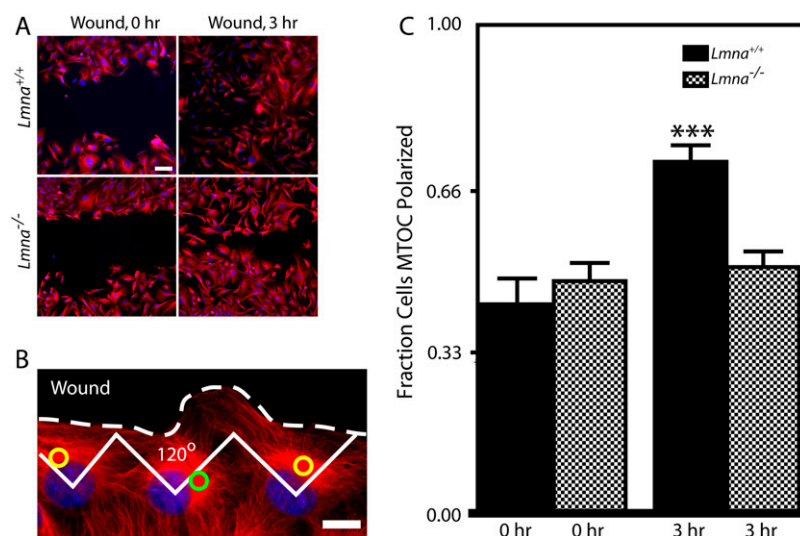 A
Wound, 0 hr
Wound, 3 hr
Lmna+/+
Lmna-/-
B
Wound
120o
C
Fraction Cells MTOC Polarized
1.00
0.66
0.33
0.00
Lmna+/+
Lmna-/-
***
0 hr
0 hr
3 hr
3 hr